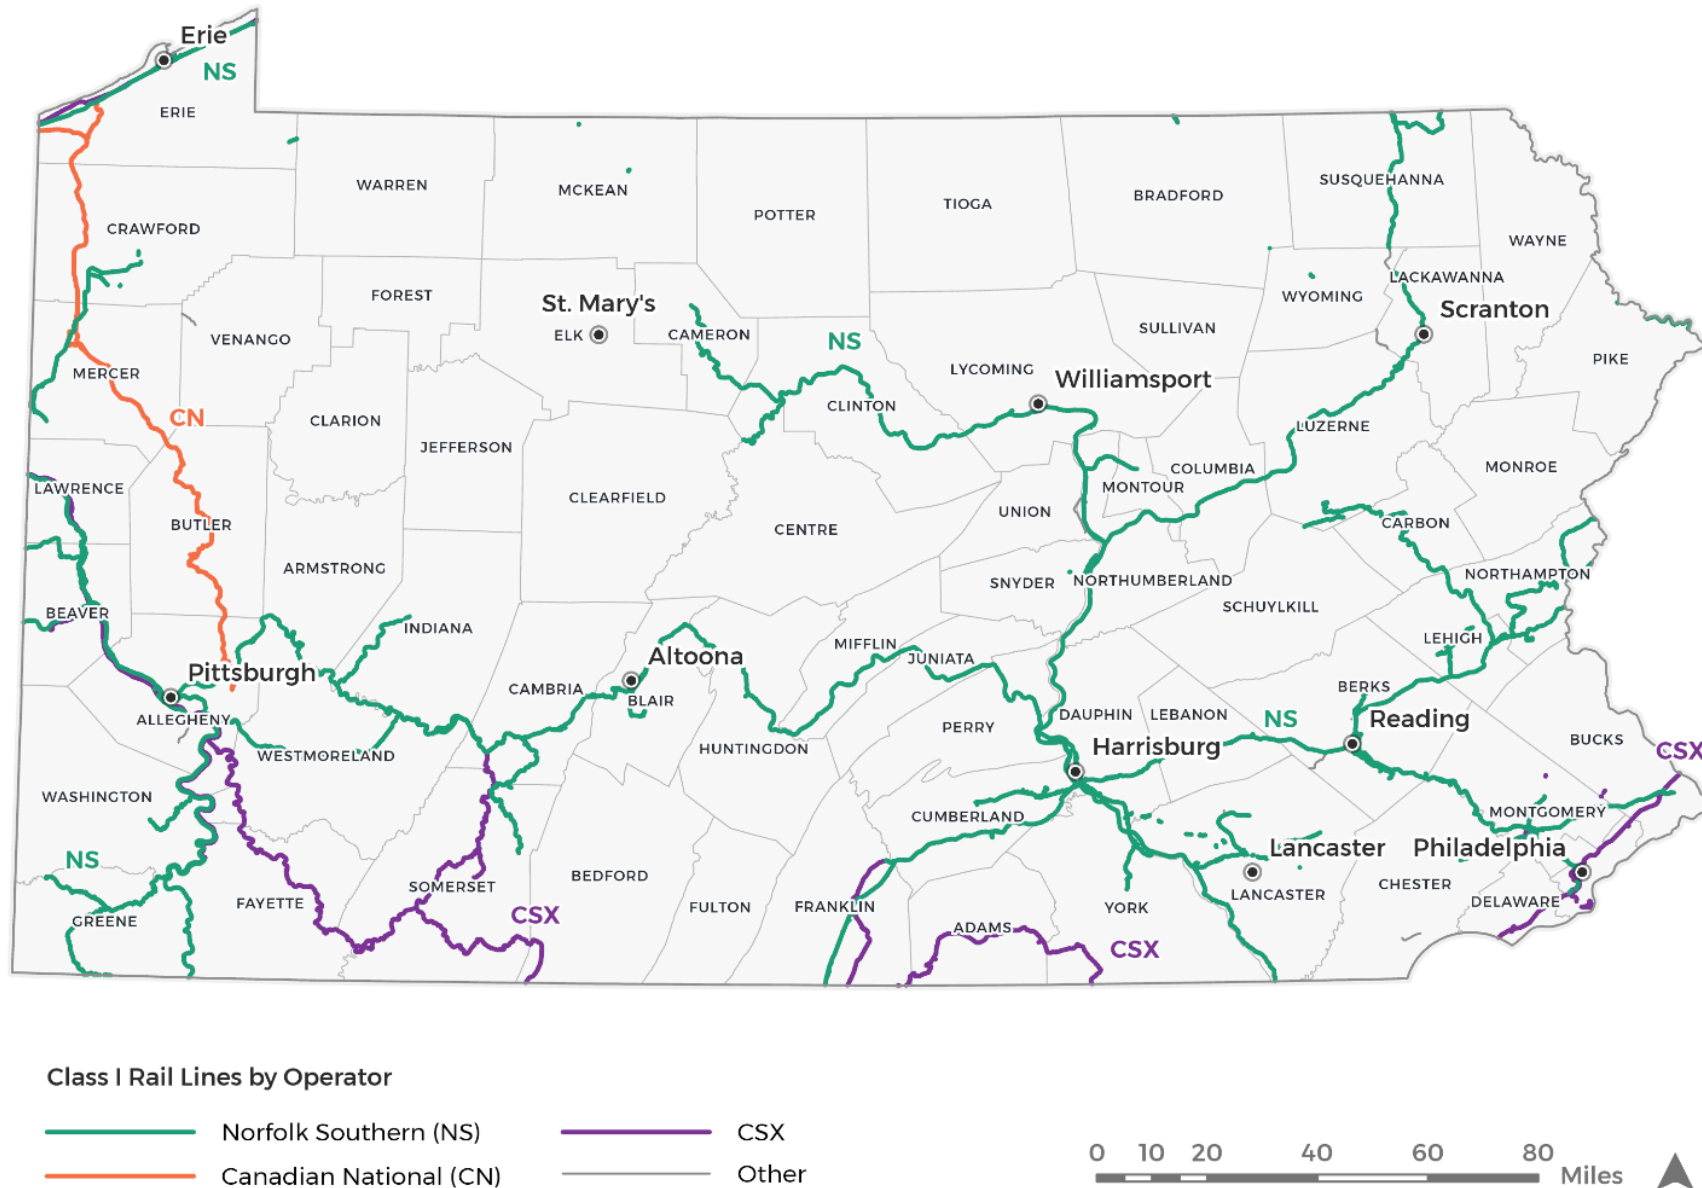 Erie
NS
ERIE
WARREN
MCKEAN
POTTER
TIOGA
BRADFORD
SUSQUEHANNA
WAYNE
CRAWFORD
FOREST
VENANGO
St. Mary's
ELK
CAMERON
NS
LYCOMING
SULLIVAN
WYOMING
LACKAWANNA
Scranton
PIKE
MERCER
CN
CLARION
JEFFERSON
CLINTON
Williamsport
LUZERNE
COLUMBIA
MONTOUR
MONROE
LAWRENCE
BUTLER
CLEARFIELD
CENTRE
UNION
CARBON
ARMSTRONG
SNYDER
NORTHUMBERLAND
SCHUYLKILL
NORTHAMPTON
BEAVER
INDIANA
LEHIGH
Pittsburgh
ALLEGHENY
CAMBRIA
Altoona
BLAIR
MIFFLIN
JUNIATA
BERKS
Reading
WESTMORELAND
HUNTINGDON
PERRY
DAUPHIN
LEBANON
NS
Harrisburg
BUCKS
CSX
WASHINGTON
CUMBERLAND
MONTGOMERY
NS
Lancaster
Philadelphia
GREENE
FAYETTE
SOMERSET
CSX
BEDFORD
FULTON
FRANKLIN
ADAMS
CSX
YORK
LANCASTER
CHESTER
DELAWARE
Class I Rail Lines by Operator
Norfolk Southern (NS)
CSX
Canadian National (CN)
Other
0 10 20 40 60 80
Miles